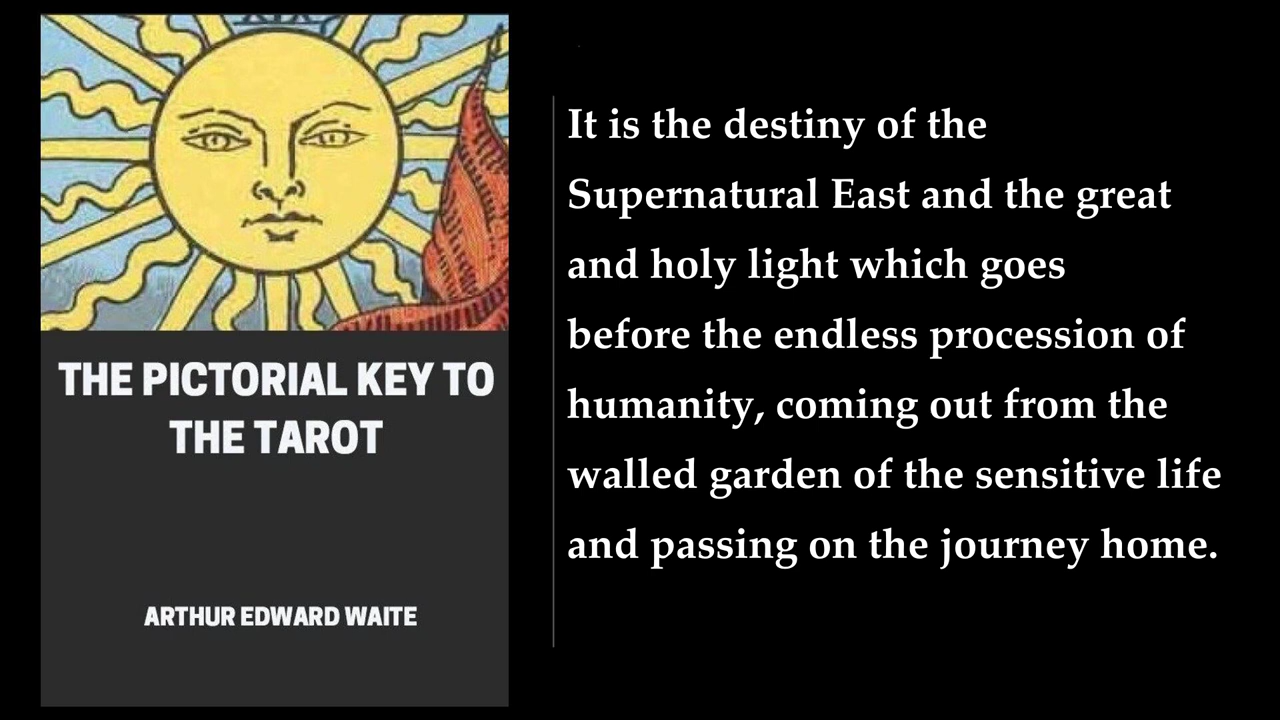 THE PICTORIAL KEY TO
THE TAROT
ARTHUR EDWARD WAITE
It is the destiny of the
Supernatural East and the great
and holy light which goes
before the endless procession of
humanity, coming out from the
walled garden of the sensitive life
and passing on the journey home.